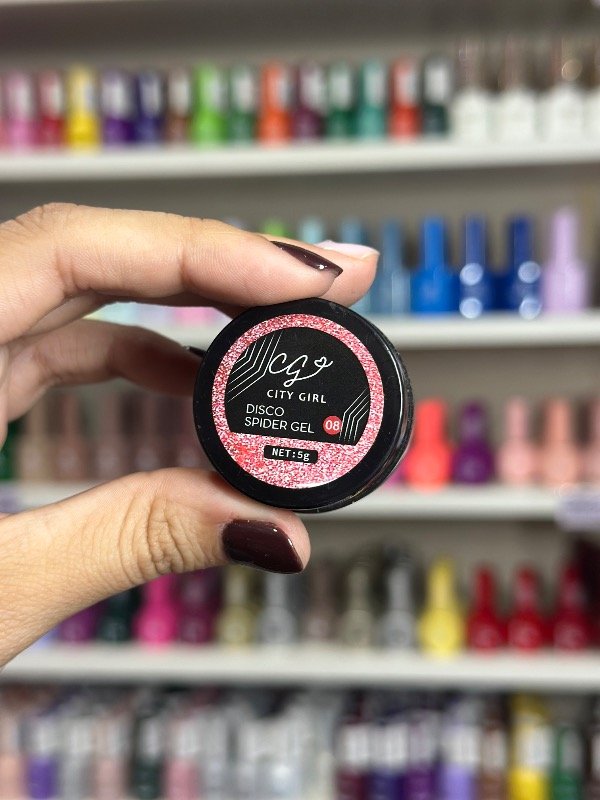 CG
CITY GIRL
DISCO
SPIDER GEL
08
NET:5g